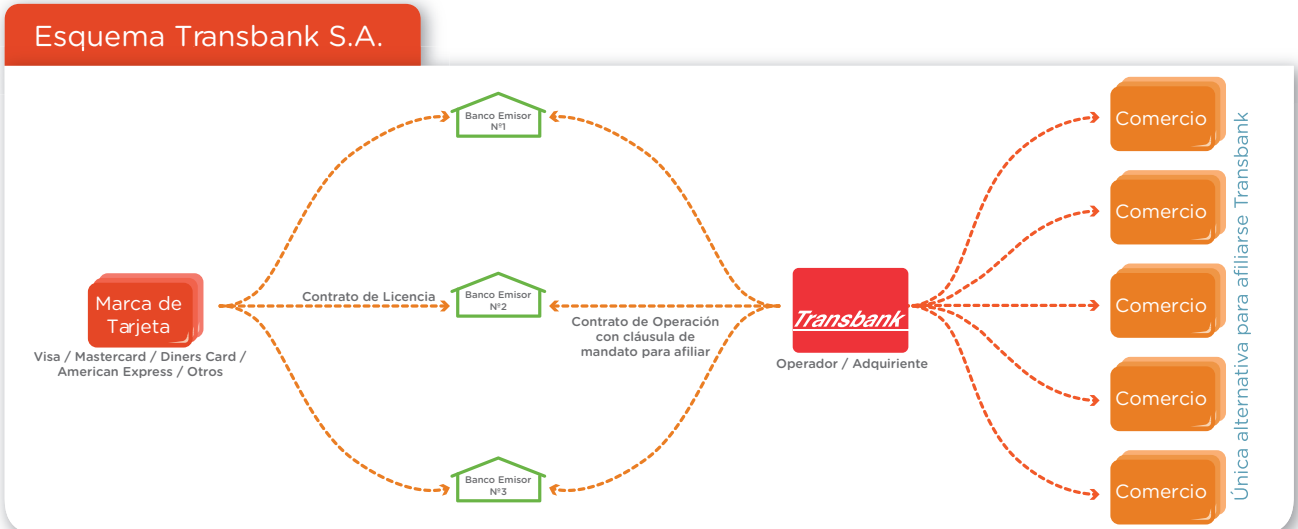 Esquema Transbank S.A.
Banco Emisor
Nº1
Comercio
Comercio
Marca de
Tarjeta
Visa / Mastercard / Diners Card /
American Express / Otros
Contrato de Licencia
Banco Emisor
Nº2
Contrato de Operación
con cláusula de
mandato para afiliar
Transbank
Operador / Adquiriente
Comercio
Comercio
Banco Emisor
Nº3
Comercio
Única alternativa para afiliarse Transbank